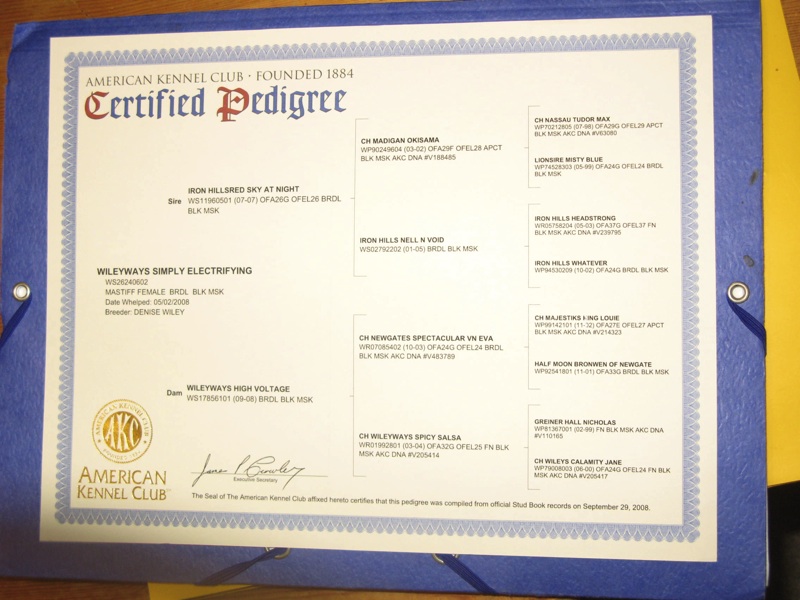 AMERICAN KENNEL CLUB • FOUNDED 1884
Certified Pedigree
WILEYWAYS SIMPLY ELECTRIFYING
WS26240602
MASTIFF FEMALE BRDL BLK MSK
Date Whelped: 05/02/2008
Breeder: DENISE WILEY
Sire
IRON HILLSRED SKY AT NIGHT
WS11960501 (07-07) OFA26G OFEL26 BRDL
BLK MSK
Dam
WILEYWAYS HIGH VOLTAGE
WS17856101 (09-08) BRDL BLK MSK
CH MADIGAN OKISAMA
WP90249604 (03-02) OFA29F OFEL28 APCT
BLK MSK AKC DNA #V188485
IRON HILLS NELL N VOID
WS02792202 (01-05) BRDL BLK MSK
CH NEWGATES SPECTACULAR VN EVA
WR07085402 (10-03) OFA24G OFEL24 BRDL
BLK MSK AKC DNA #V483789
CH WILEYWAYS SPICY SALSA
WR01992801 (03-04) OFA32G OFEL25 FN BLK
MSK AKC DNA #V205414
CH NASSAU TUDOR MAX
WP70212805 (07-98) OFA29G OFEL29 APCT
BLK MSK AKC DNA #V63080
LIONSIRE MISTY BLUE
WP74528303 (05-99) OFA24G OFEL24 BRDL
BLK MSK
IRON HILLS HEADSTRONG
WR05758204 (05-03) OFA37G OFEL37 FN
BLK MSK AKC DNA #V239795
IRON HILLS WHATEVER
WP94530209 (10-02) OFA24G BRDL BLK MSK
CH MAJESTIKS KING LOUIE
WP99142101 OFA27E OFEL27 APCT
BLK MSK AKC DNA #V214323
HALF MOON BRONWEN OF NEWGATE
WP92541801 (11-01) OFA33G BRDL BLK MSK
GREINER HALL NICHOLAS
WP81367001 (02-99) FN BLK MSK AKC DNA
#V110165
CH WILEYS CALAMITY JANE
WP79008003 (06-00) OFA24G OFEL24 FN BLK
MSK AKC DNA #V205417
AMERICAN KENNEL CLUB
AKC
FOUNDED 1884
AMERICAN
KENNEL CLUB
Executive Secretary
The Seal of The American Kennel Club affixed hereto certifies that this pedigree was compiled from official Stud Book records on September 29, 2008.